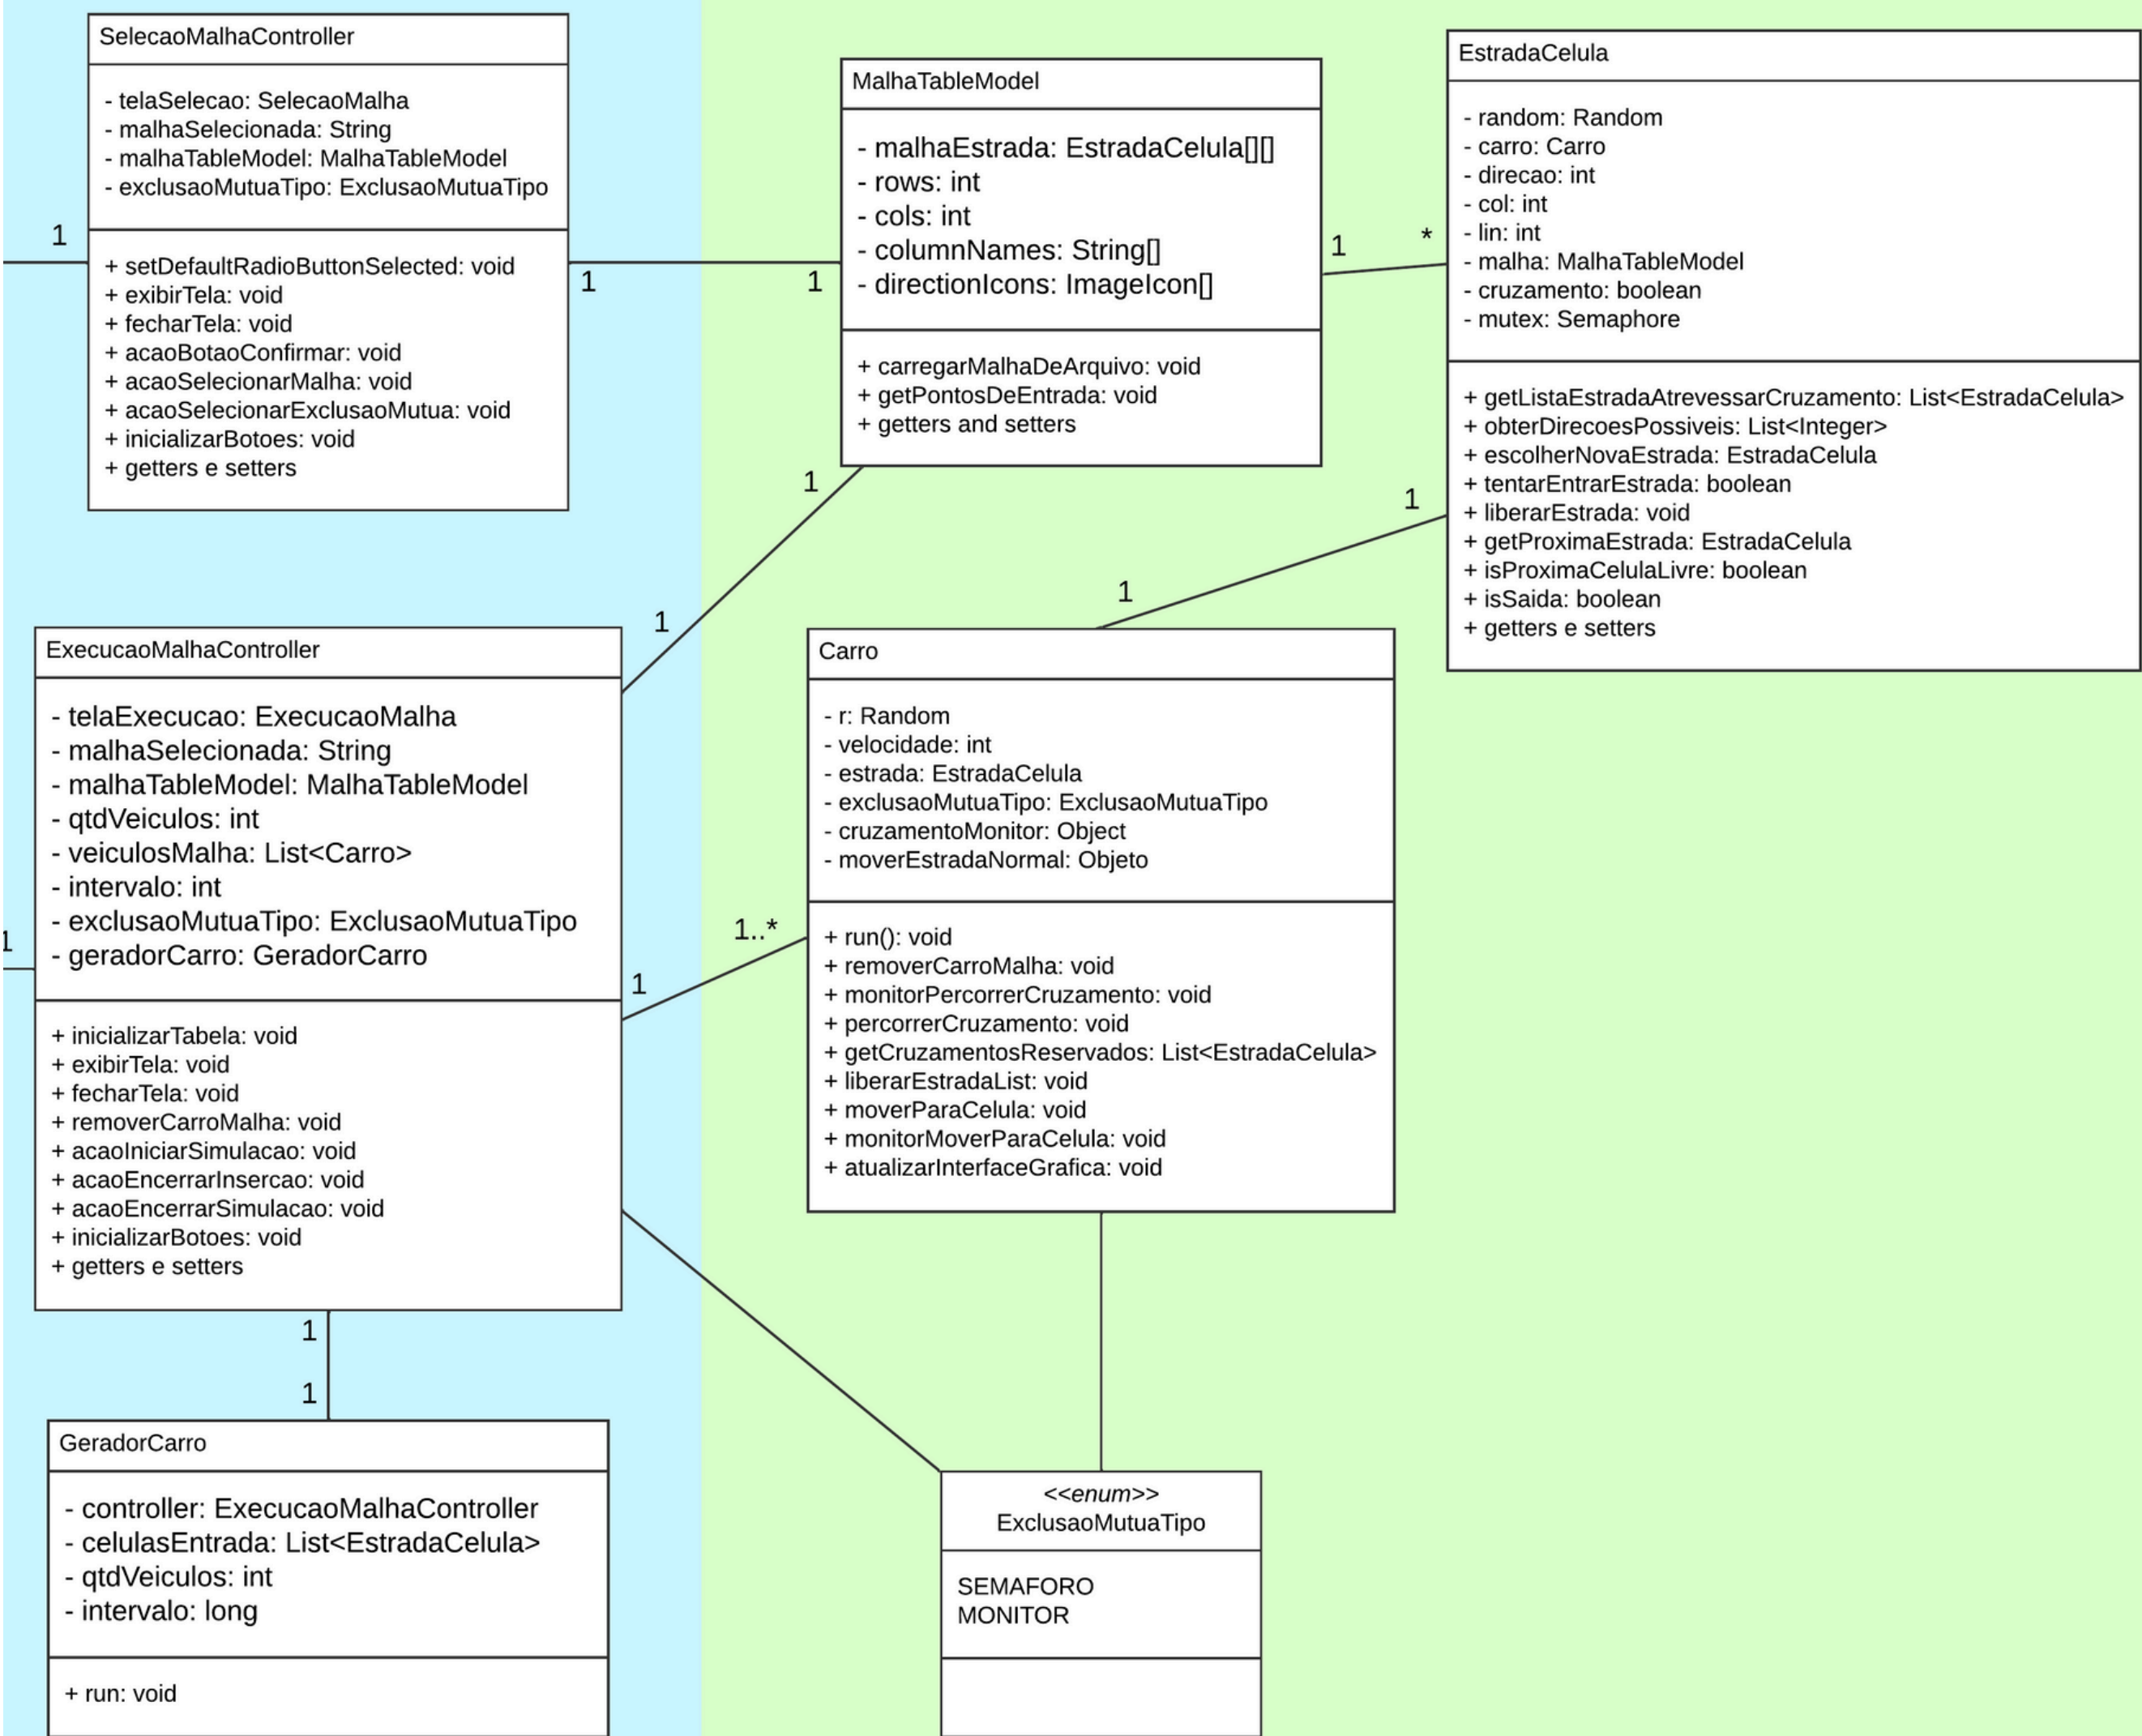 SelecaoMalhaController
- telaSelecao: SelecaoMalha
- malhaSelecionada: String
- malhaTableModel: MalhaTableModel
- exclusaoMutuaTipo: ExclusaoMutuaTipo
+ setDefaultRadioButtonSelected: void
+ exibirTela: void
+ fecharTela: void
+ acaoBotaoConfirmar: void
+ acaoSelecionarMalha: void
+ acaoSelecionarExclusaoMutua: void
+ inicializarBotoes: void
+ getters e setters
1
1
1
MalhaTableModel
- malhaEstrada: EstradaCelula[][]
- rows: int
- cols: int
- columnNames: String[]
- directionIcons: ImageIcon[]
+ carregarMalhaDeArquivo: void
+ getPontosDeEntrada: void
+ getters and setters
1
*
EstradaCelula
- random: Random
- carro: Carro
- direcao: int
- col: int
- lin: int
- malha: MalhaTableModel
- cruzamento: boolean
- mutex: Semaphore
+ getListaEstradaAtrevessarCruzamento: List<EstradaCelula>
+ obterDirecoesPossiveis: List<Integer>
+ escolherNovaEstrada: EstradaCelula
+ tentarEntrarEstrada: boolean
+ liberarEstrada: void
+ getProximaEstrada: EstradaCelula
+ isProximaCelulaLivre: boolean
+ isSaida: boolean
+ getters e setters
1
1
1
1
ExecucaoMalhaController
- telaExecucao: ExecucaoMalha
- malhaSelecionada: String
- malhaTableModel: MalhaTableModel
- qtdVeiculos: int
- veiculosMalha: List<Carro>
- intervalo: int
- exclusaoMutuaTipo: ExclusaoMutuaTipo
- geradorCarro: GeradorCarro
+ inicializarTabela: void
+ exibirTela: void
+ fecharTela: void
+ removerCarroMalha: void
+ acaoIniciarSimulacao: void
+ acaoEncerrarInsercao: void
+ acaoEncerrarSimulacao: void
+ inicializarBotoes: void
+ getters e setters
1
1..*
1
Carro
- r: Random
- velocidade: int
- estrada: EstradaCelula
- exclusaoMutuaTipo: ExclusaoMutuaTipo
- cruzamentoMonitor: Object
- moverEstradaNormal: Objeto
+ run(): void
+ removerCarroMalha: void
+ monitorPercorrerCruzamento: void
+ percorrerCruzamento: void
+ getCruzamentosReservados: List<EstradaCelula>
+ liberarEstradaList: void
+ moverParaCelula: void
+ monitorMoverParaCelula: void
+ atualizarInterfaceGrafica: void
1
1
GeradorCarro
- controller: ExecucaoMalhaController
- celulasEntrada: List<EstradaCelula>
- qtdVeiculos: int
- intervalo: long
+ run: void
<<enum>>
ExclusaoMutuaTipo
SEMAFORO
MONITOR